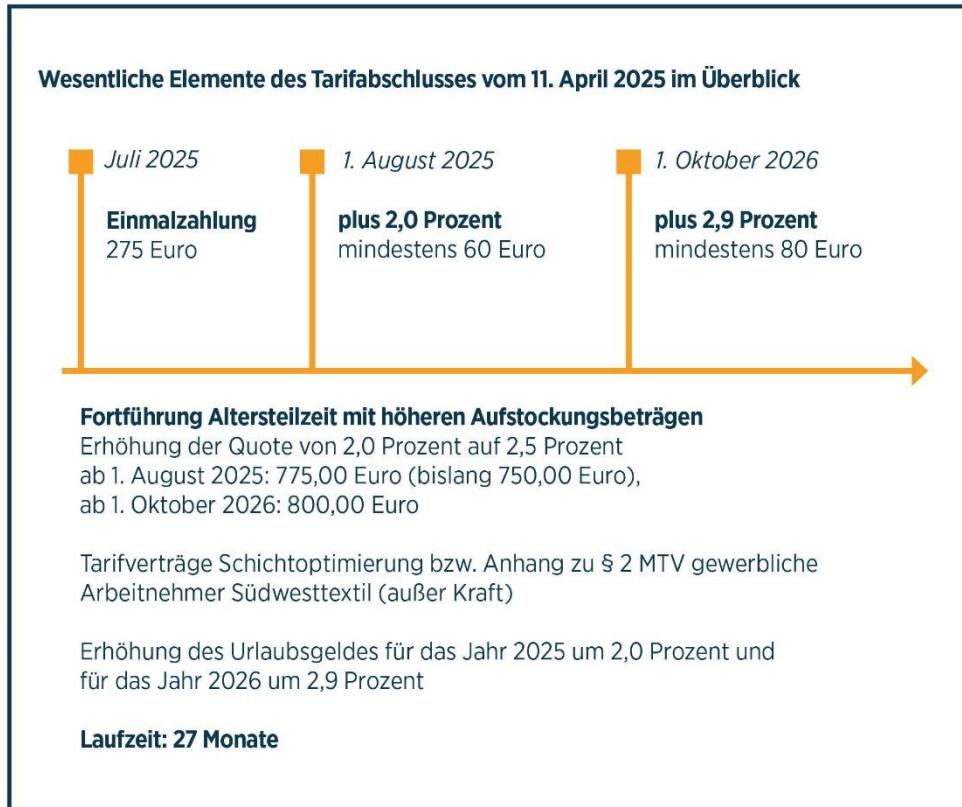 Wesentliche Elemente des Tarifabschlusses vom 11. April 2025 im Überblick
Juli 2025
Einmalzahlung
275 Euro
1. August 2025
plus 2,0 Prozent
mindestens 60 Euro
1. Oktober 2026
plus 2,9 Prozent
mindestens 80 Euro
Fortführung Altersteilzeit mit höheren Aufstockungsbeträgen
Erhöhung der Quote von 2,0 Prozent auf 2,5 Prozent
ab 1. August 2025: 775,00 Euro (bislang 750,00 Euro),
ab 1. Oktober 2026: 800,00 Euro
Tarifverträge Schichtoptimierung bzw. Anhang zu § 2 MTV gewerbliche
Arbeitnehmer Südwesttextil (außer Kraft)
Erhöhung des Urlaubsgeldes für das Jahr 2025 um 2,0 Prozent und
für das Jahr 2026 um 2,9 Prozent
Laufzeit: 27 Monate